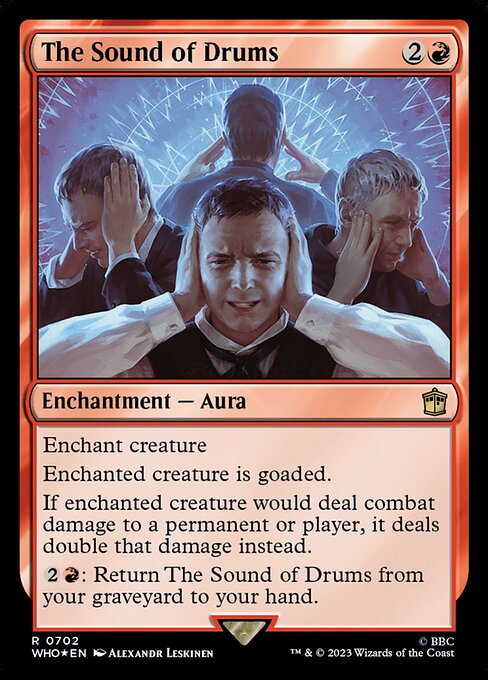 The Sound of Drums 2
Enchantment — Aura
Enchant creature
Enchanted creature is goaded.
If enchanted creature would deal combat
damage to a permanent or player, it deals
double that damage instead.
2: Return The Sound of Drums from
your graveyard to your hand.
R 0702 © BBC
WHO★EN Alexandr Leskinen ™ & © 2023 Wizards of the Coast